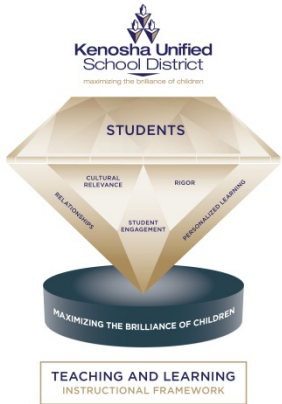 Kenosha Unified
School District
maximizing the brilliance of children
STUDENTS
CULTURAL
RELEVANCE
RIGOR
RELATIONSHIPS
STUDENT
ENGAGEMENT
PERSONALIZED LEARNING
MAXIMIZING THE BRILLIANCE OF CHILDREN
TEACHING AND LEARNING
INSTRUCTIONAL FRAMEWORK